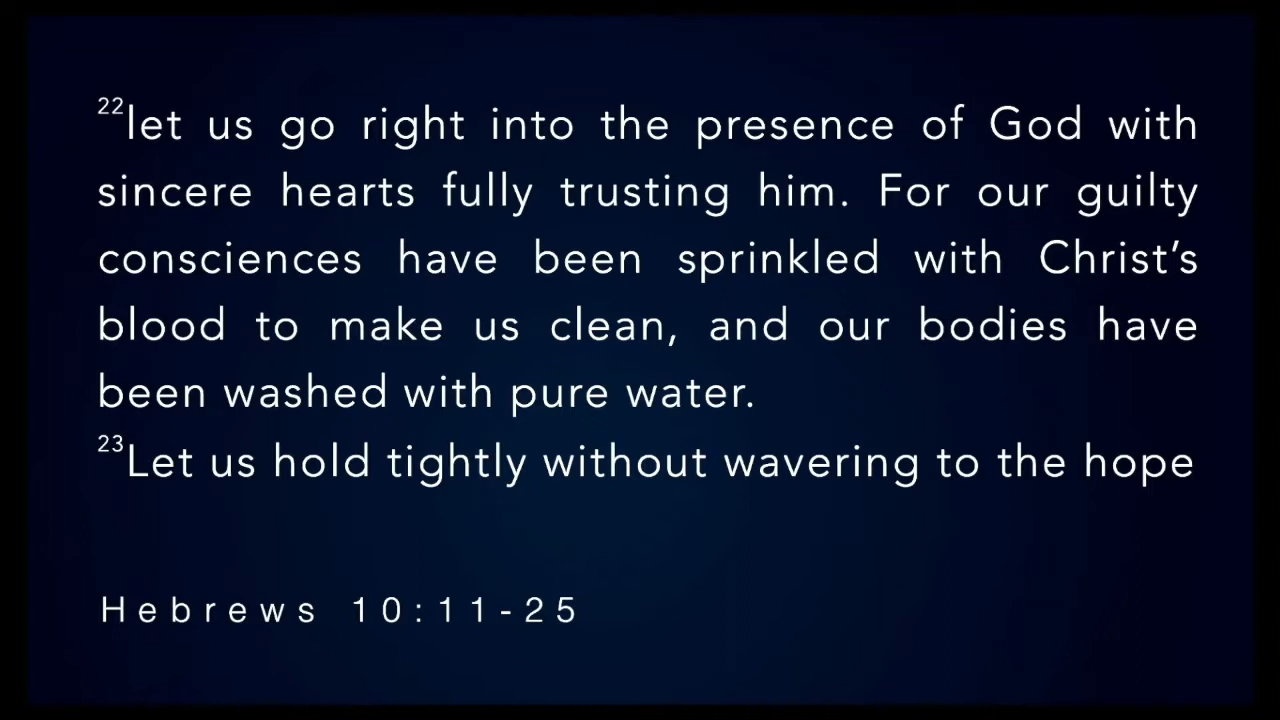 22let us go right into the presence of God with
sincere hearts fully trusting him. For our guilty
consciences have been sprinkled with Christ’s
blood to make us clean, and our bodies have
been washed with pure water.
23Let us hold tightly without wavering to the hope
Hebrews 10:11-25